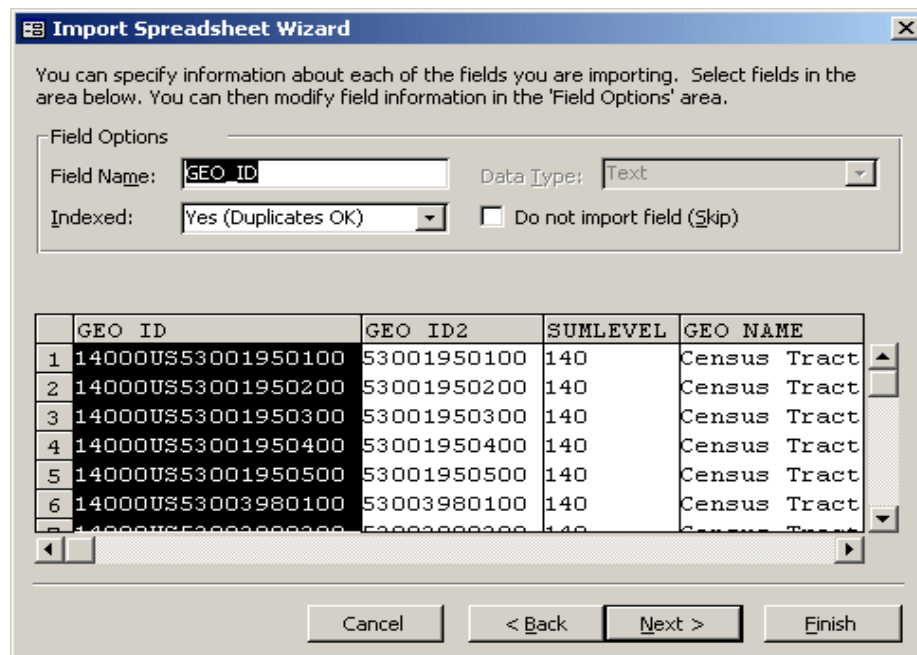 Import Spreadsheet Wizard
You can specify information about each of the fields you are importing. Select fields in the
area below. You can then modify field information in the 'Field Options' area.
Field Options
Field Name: GEO_ID Data Type: Text
Indexed: Yes (Duplicates OK) Do not import field (Skip)
GEO ID GEO ID2 SUMLEVEL GEO NAME
1 14000US53001950100 53001950100 140 Census Tract
2 14000US53001950200 53001950200 140 Census Tract
3 14000US53001950300 53001950300 140 Census Tract
4 14000US53001950400 53001950400 140 Census Tract
5 14000US53001950500 53001950500 140 Census Tract
6 14000US53003980100 53003980100 140 Census Tract
Cancel < Back Next > Finish